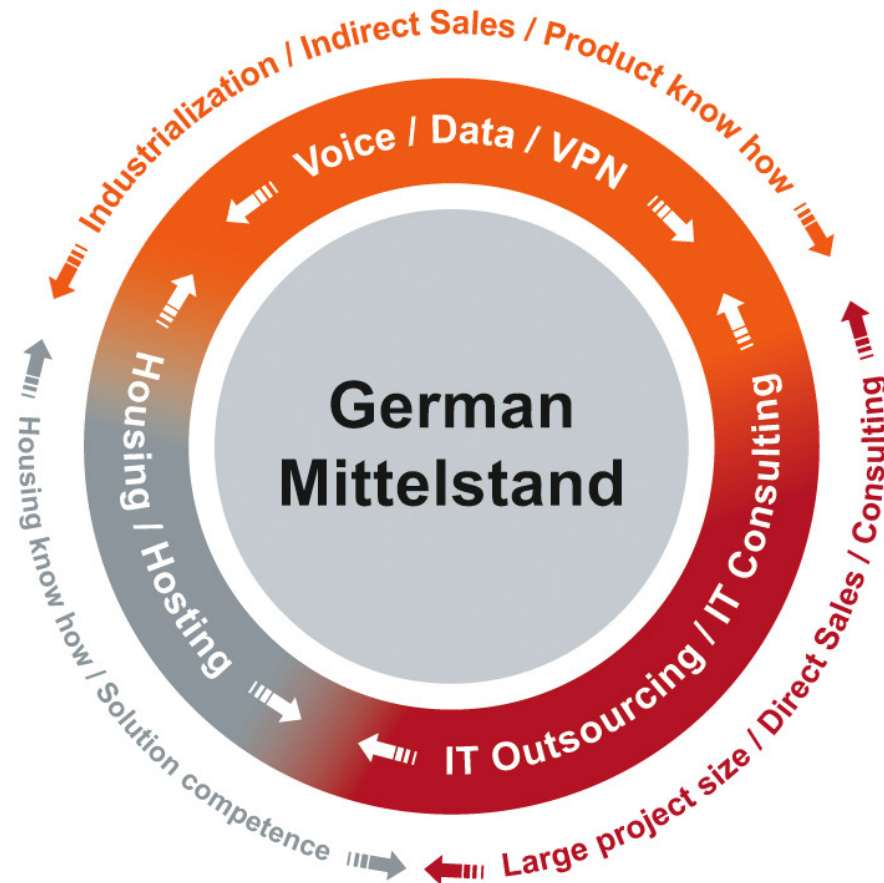 Industrialization / Indirect Sales / Product know how
Voice / Data / VPN
Housing / Hosting
German
Mittelstand
IT Outsourcing / IT Consulting
Housing know how / Solution competence
Large project size / Direct Sales / Consulting